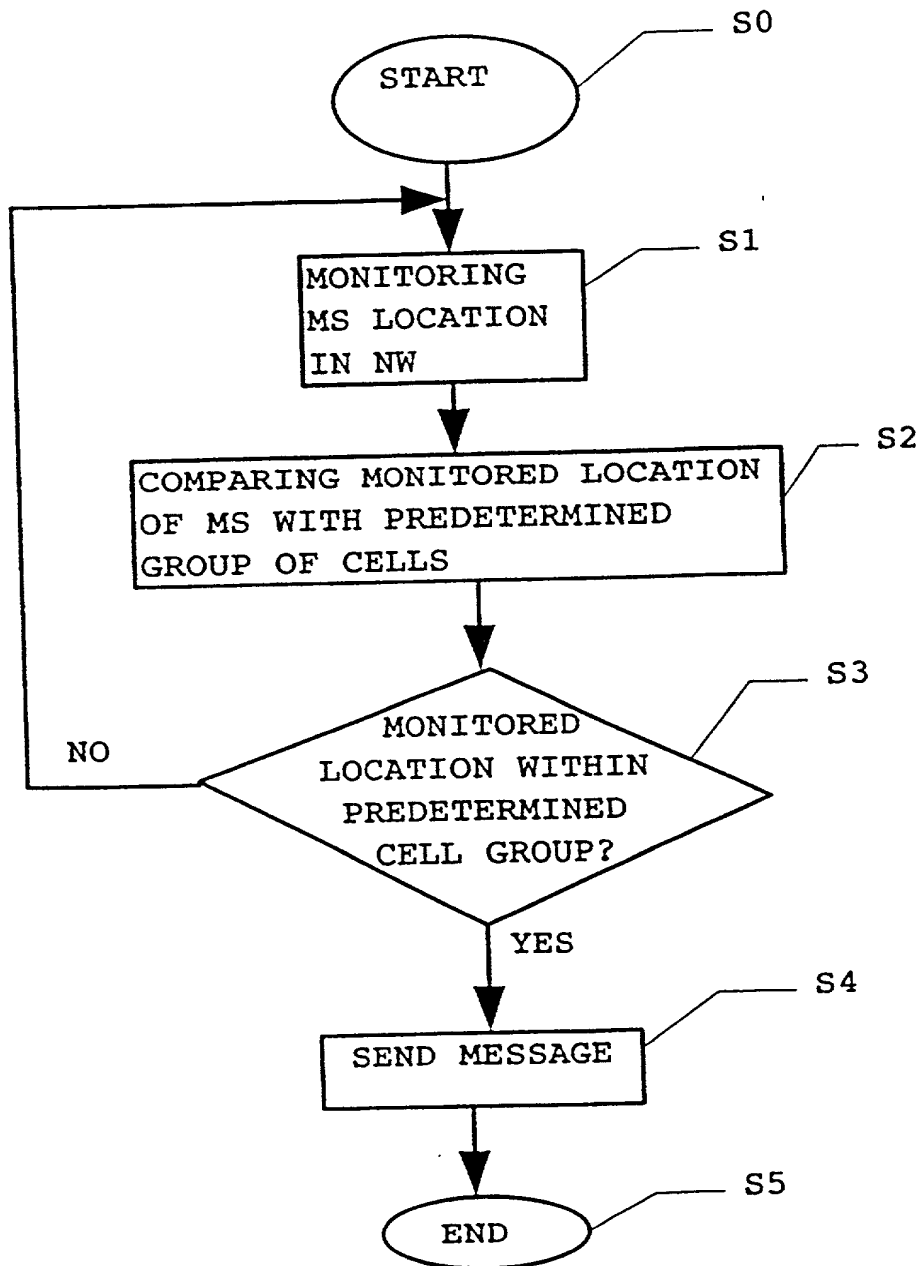 S0
START
S1
MONITORING
MS LOCATION
IN NW
S2
COMPARING MONITORED LOCATION
OF MS WITH PREDETERMINED
GROUP OF CELLS
S3
MONITORED
LOCATION WITHIN
PREDETERMINED
CELL GROUP?
NO
YES
S4
SEND MESSAGE
S5
END